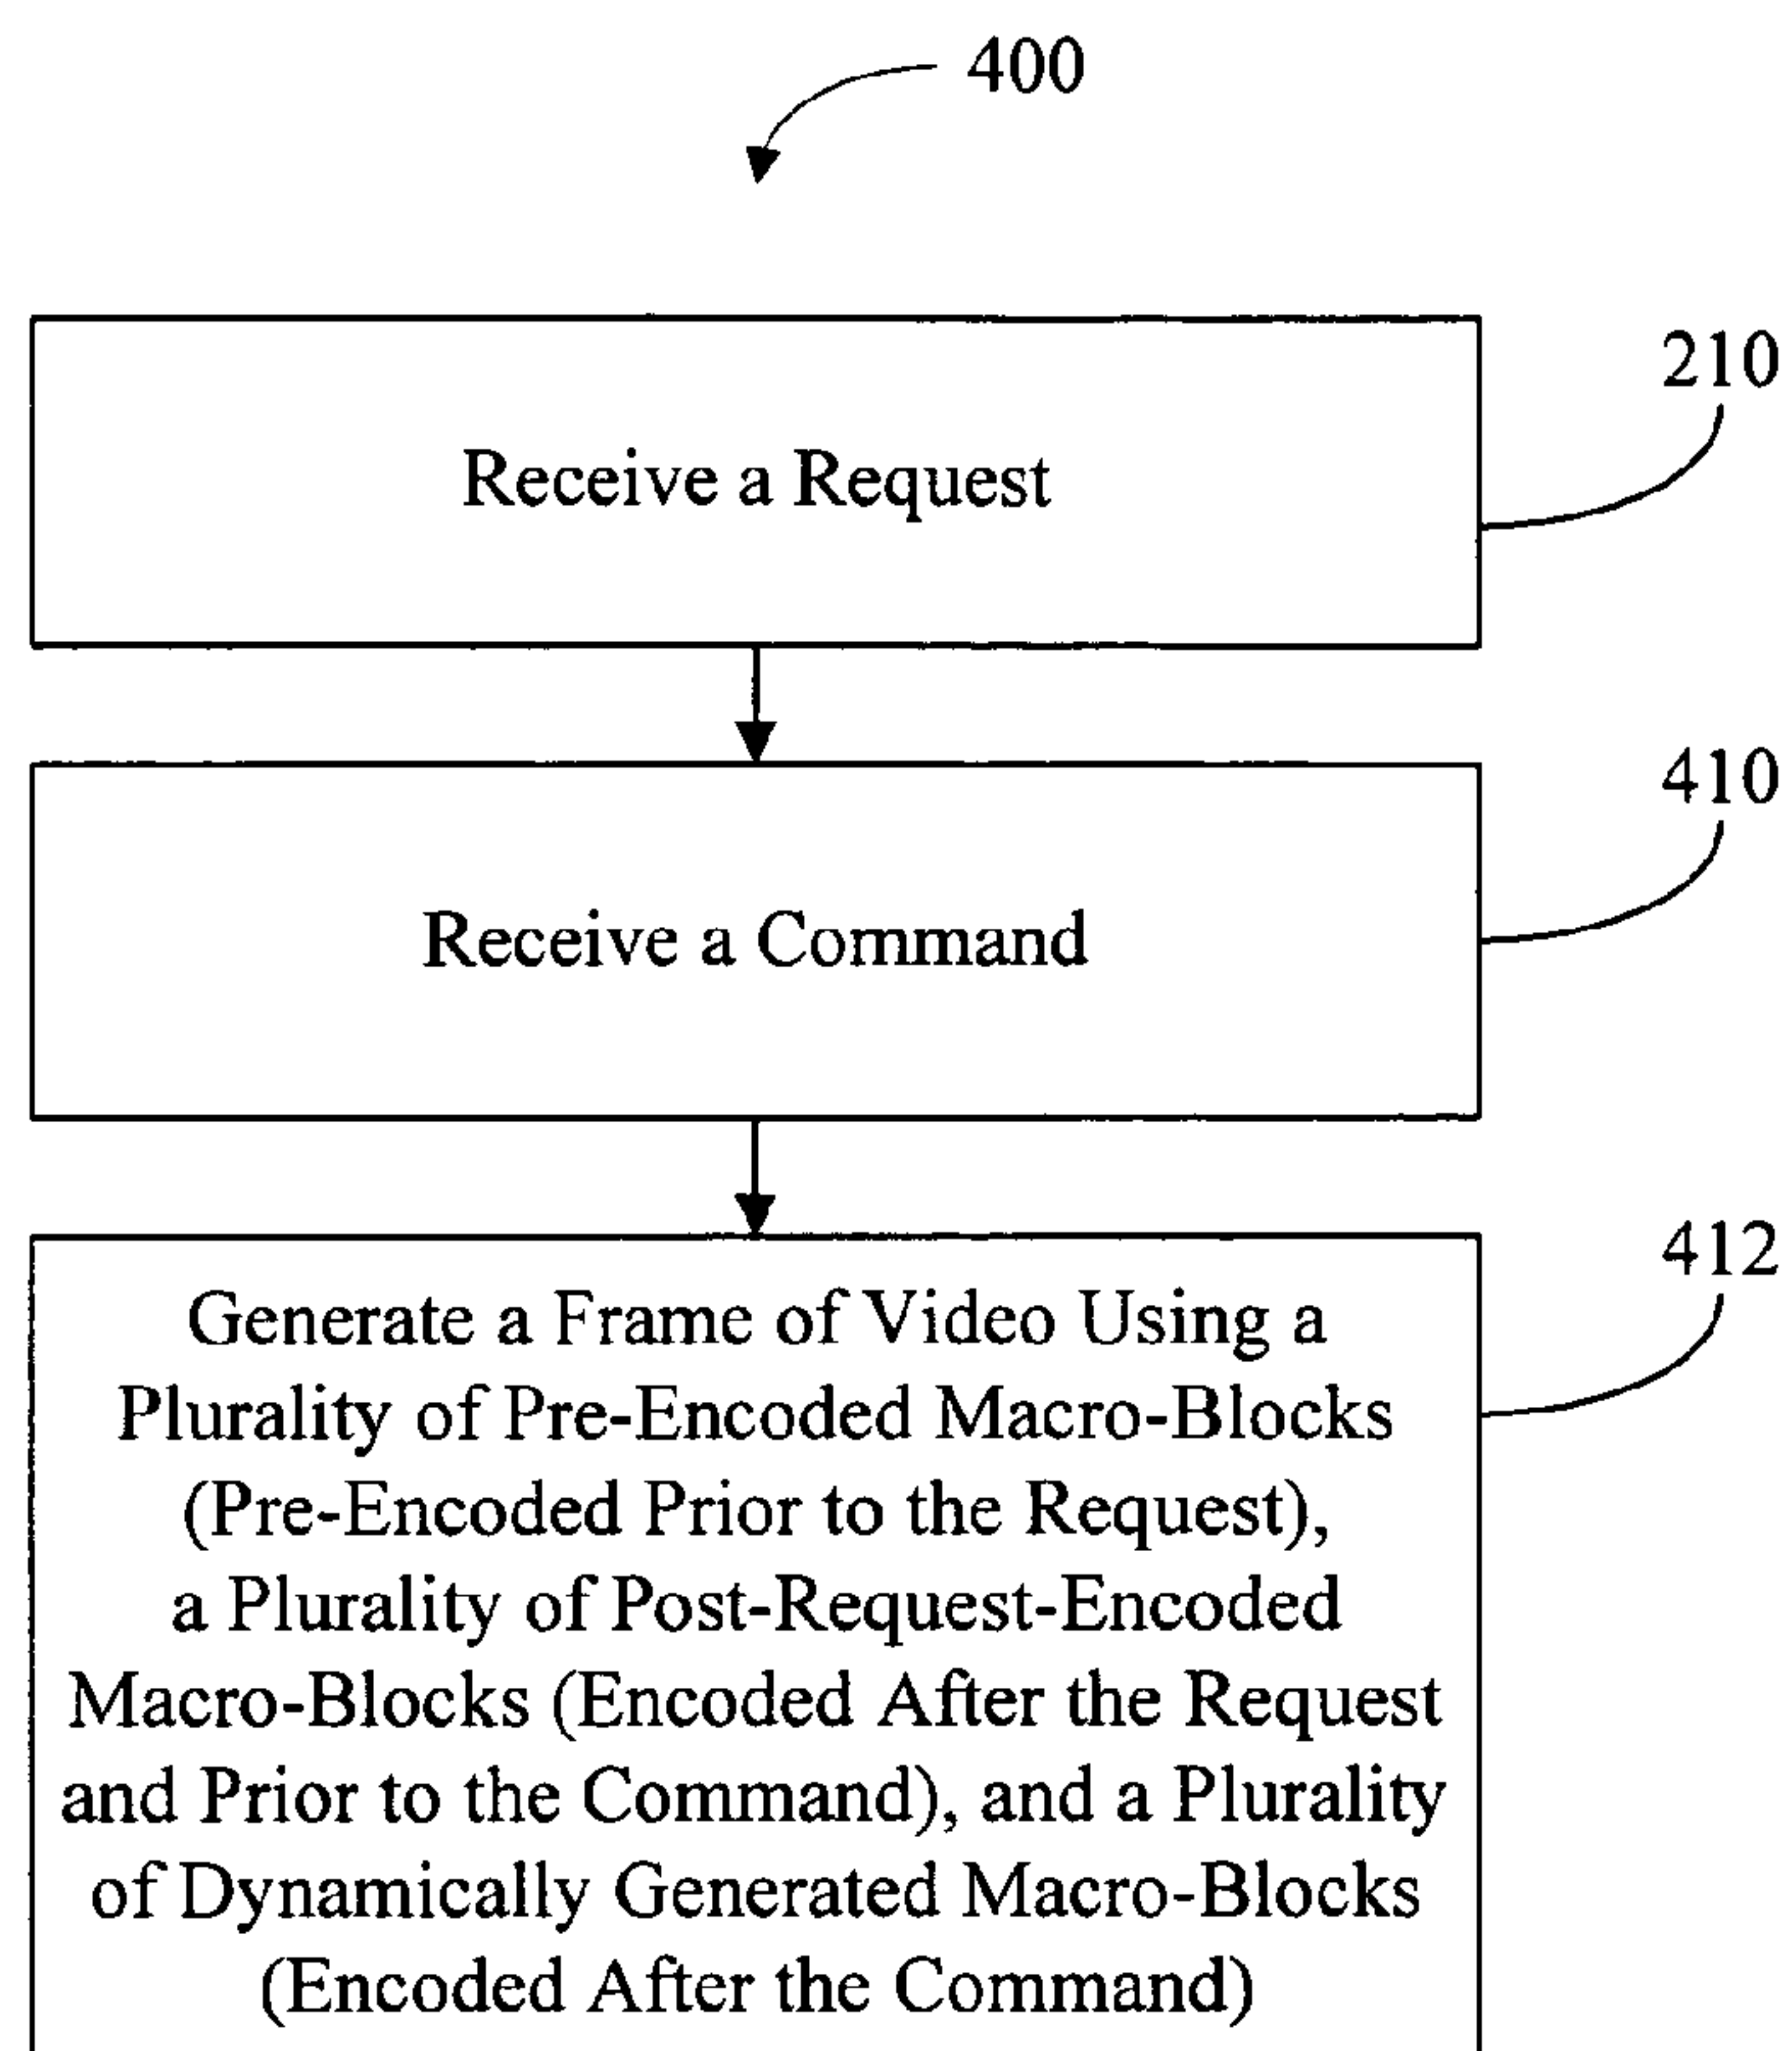 400
210
Receive a Request
410
Receive a Command
412
Generate a Frame of Video Using a
Plurality of Pre-Encoded Macro-Blocks
(Pre-Encoded Prior to the Request),
a Plurality of Post-Request-Encoded
Macro-Blocks (Encoded After the Request
and Prior to the Command), and a Plurality
of Dynamically Generated Macro-Blocks
(Encoded After the Command)